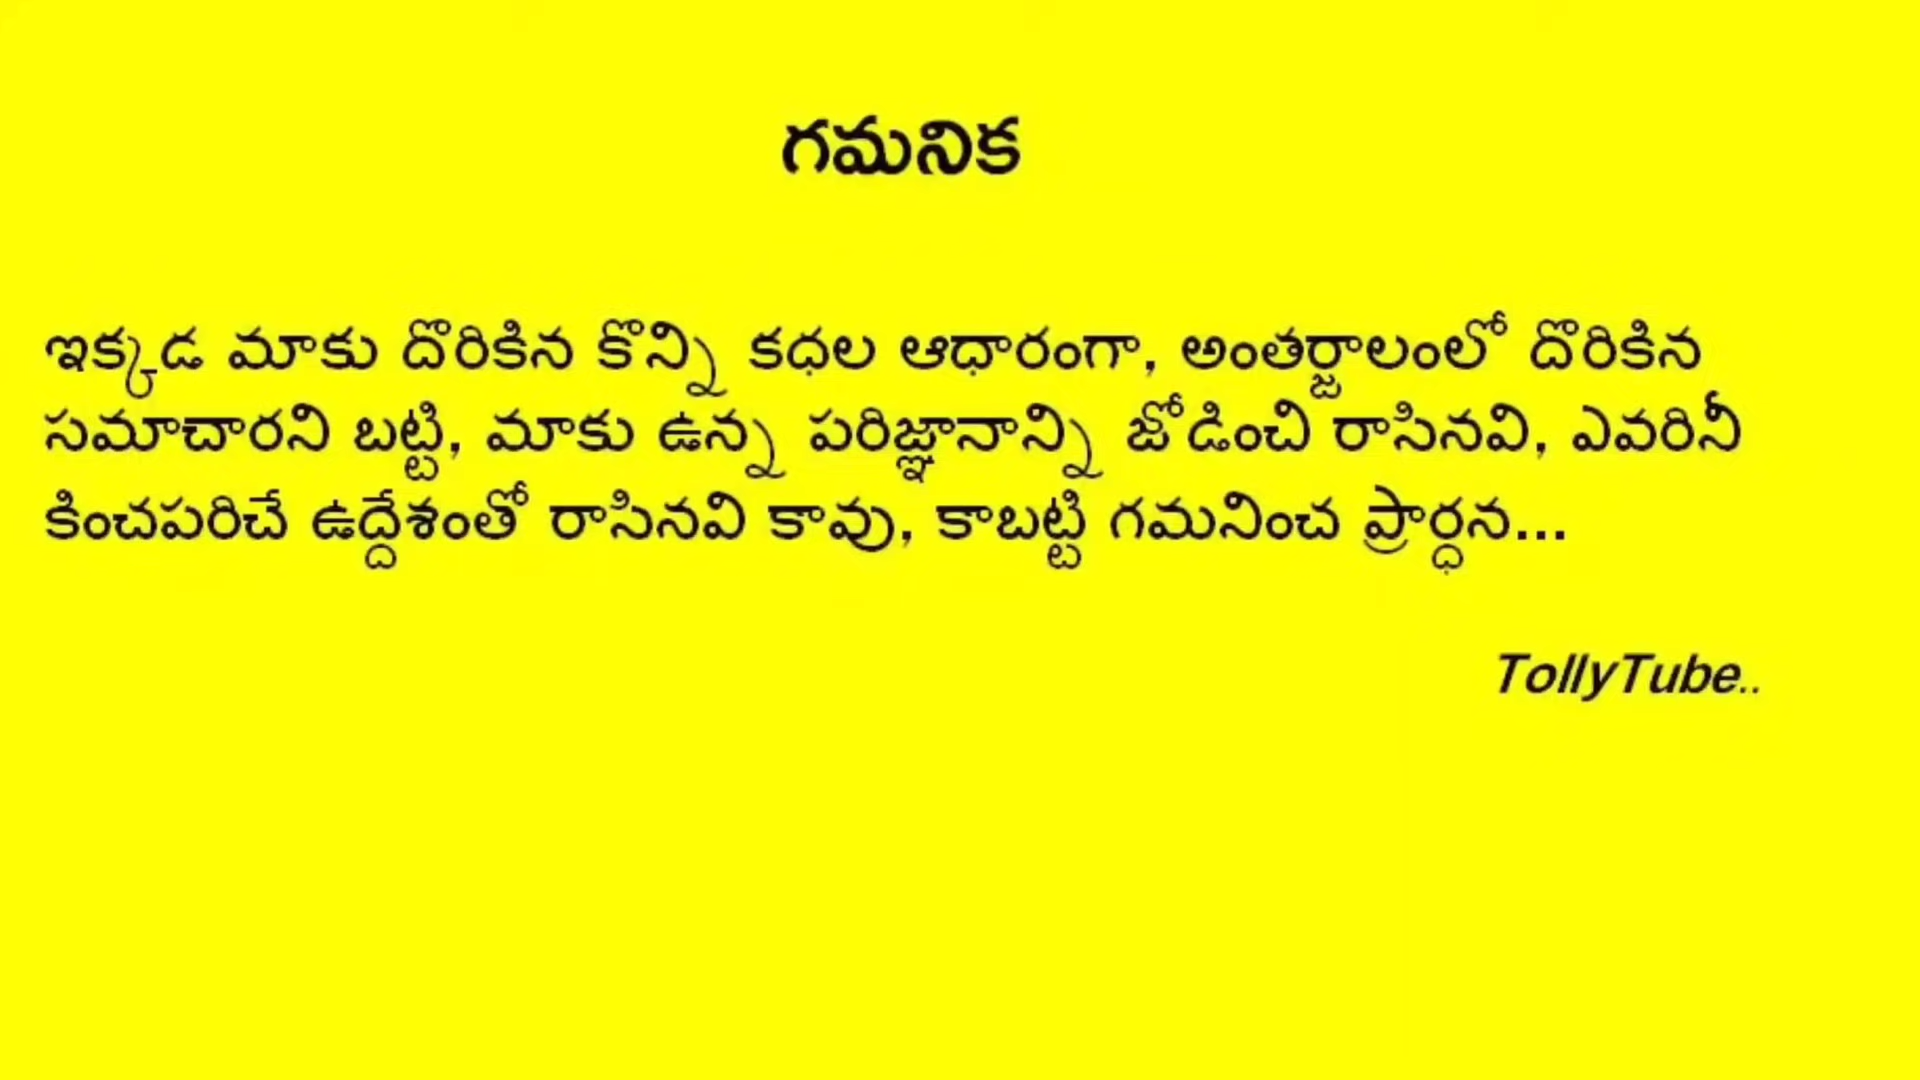 గమనిక
ఇక్కడ మాకు దొరికిన కొన్ని కధల ఆధారంగా, అంతర్జాలంలో దొరికిన
సమాచారని బట్టి, మాకు ఉన్న పరిజ్ఞానాన్ని జోడించి రాసినవి, ఎవరినీ
కించపరిచే ఉద్దేశంతో రాసినవి కావు, కాబట్టి గమనించ ప్రార్ధన...
TollyTube..